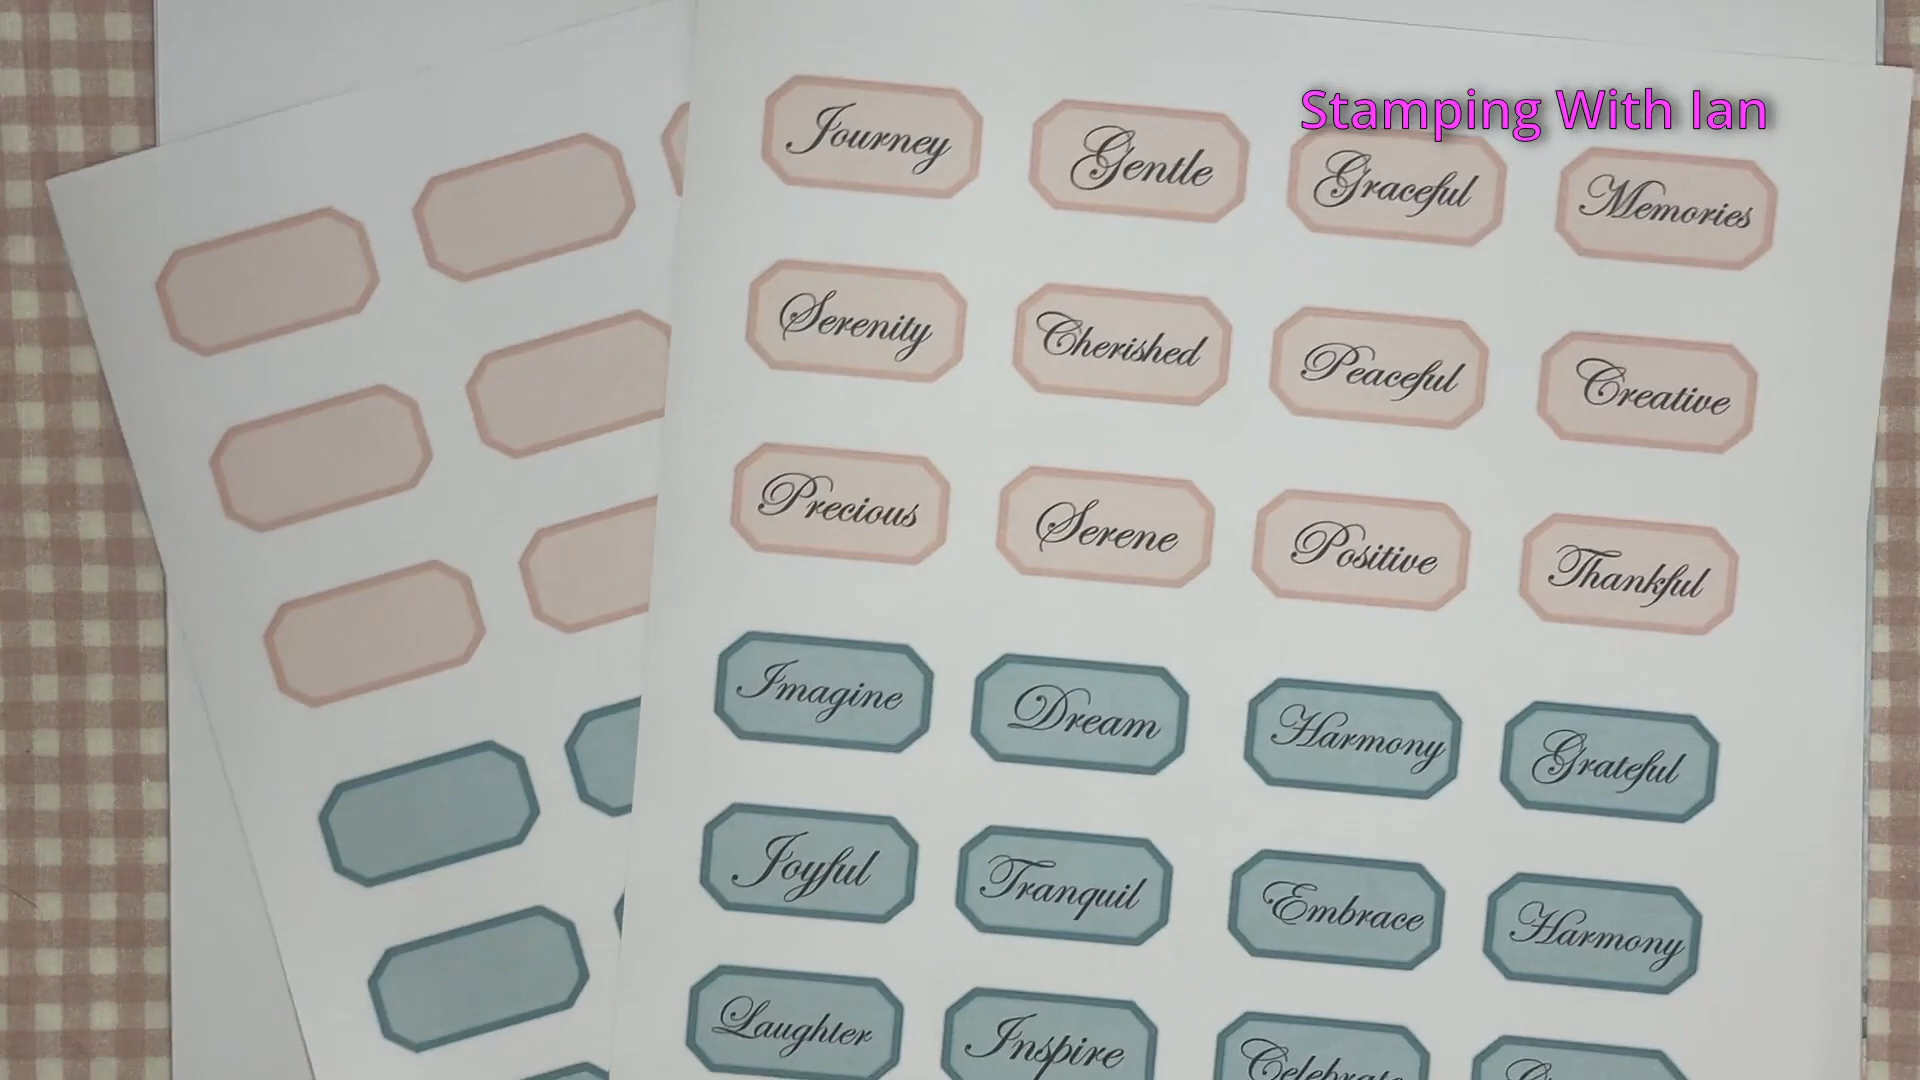 Stamping With Ian
Journey Gentle Graceful Memories
Serenity Cherished Peaceful Creative
Precious Serene Positive Thankful
Imagine Dream Harmony Grateful
Joyful Tranquil Embrace Harmony
Laughter Inspire Celebrate